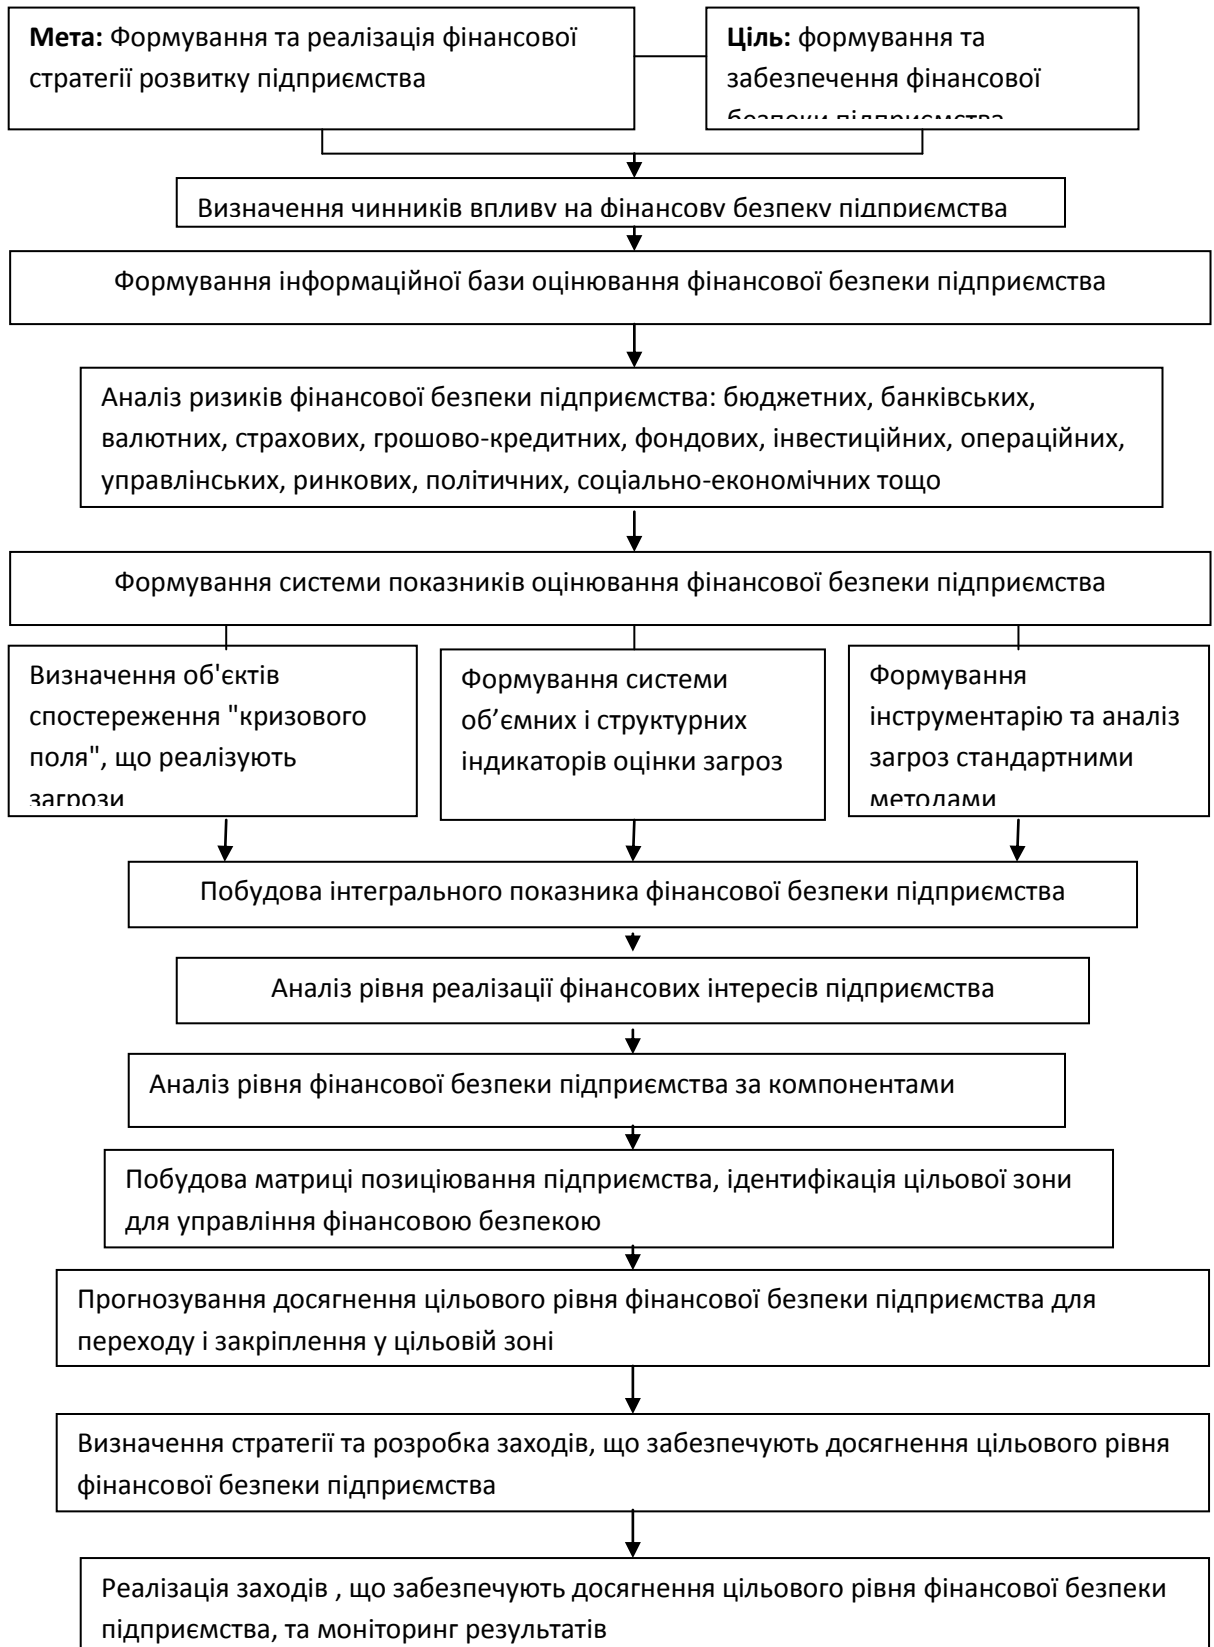 Мета: Формування та реалізація фінансової
стратегії розвитку підприємства
Ціль: формування та
забезпечення фінансової
безпеки підприємства
Визначення чинників впливу на фінансову безпеку підприємства
Формування інформаційної бази оцінювання фінансової безпеки підприємства
Аналіз ризиків фінансової безпеки підприємства: бюджетних, банківських,
валютних, страхових, грошово-кредитних, фондових, інвестиційних, операційних,
управлінських, ринкових, політичних, соціально-економічних тощо
Формування системи показників оцінювання фінансової безпеки підприємства
Визначення об'єктів
спостереження "кризового
поля", що реалізують
загрози
Формування системи
об’ємних і структурних
індикаторів оцінки загроз
Формування
інструментарію та аналіз
загроз стандартними
методами
Побудова інтегрального показника фінансової безпеки підприємства
Аналіз рівня реалізації фінансових інтересів підприємства
Аналіз рівня фінансової безпеки підприємства за компонентами
Побудова матриці позиціювання підприємства, ідентифікація цільової зони
для управління фінансовою безпекою
Прогнозування досягнення цільового рівня фінансової безпеки підприємства для
переходу і закріплення у цільовій зоні
Визначення стратегії та розробка заходів, що забезпечують досягнення цільового рівня
фінансової безпеки підприємства
Реалізація заходів , що забезпечують досягнення цільового рівня фінансової безпеки
підприємства, та моніторинг результатів